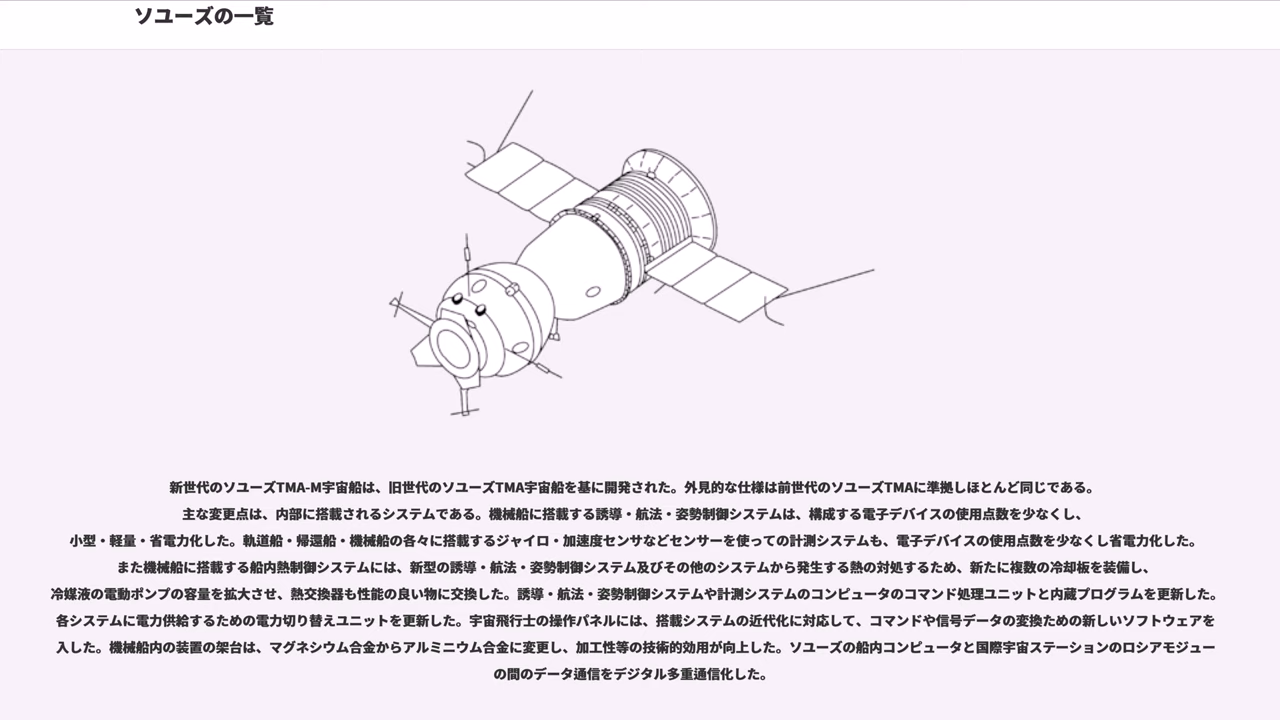 ソユーズの一覧
新世代のソユーズTMA-M宇宙船は、旧世代のソユーズTMA宇宙船を基に開発された。外見的な仕様は前世代のソユーズTMAに準拠しほとんど同じである。
主な変更点は、内部に搭載されるシステムである。機械船に搭載する誘導・航法・姿勢制御システムは、構成する電子デバイスの使用点数を少なくし、
小型・軽量・省電力化した。軌道船・帰還船・機械船の各々に搭載するジャイロ・加速度センサなどセンサーを使っての計測システムも、電子デバイスの使用点数を少なくし省電力化した。
また機械船に搭載する船内熱制御システムには、新型の誘導・航法・姿勢制御システム及びその他のシステムから発生する熱の対処するため、新たに複数の冷却板を装備し、
冷媒液の電動ポンプの容量を拡大させ、熱交換器も性能の良い物に交換した。誘導・航法・姿勢制御システムや計測システムのコンピュータのコマンド処理ユニットと内蔵プログラムを更新した。
各システムに電力供給するための電力切り替えユニットを更新した。宇宙飛行士の操作パネルには、搭載システムの近代化に対応して、コマンドや信号データの変換ための新しいソフトウェアを
入した。機械船内の装置の架台は、マグネシウム合金からアルミニウム合金に変更し、加工性等の技術的効用が向上した。ソユーズの船内コンピュータと国際宇宙ステーションのロシアモジュー
の間のデータ通信をデジタル多重通信化した。